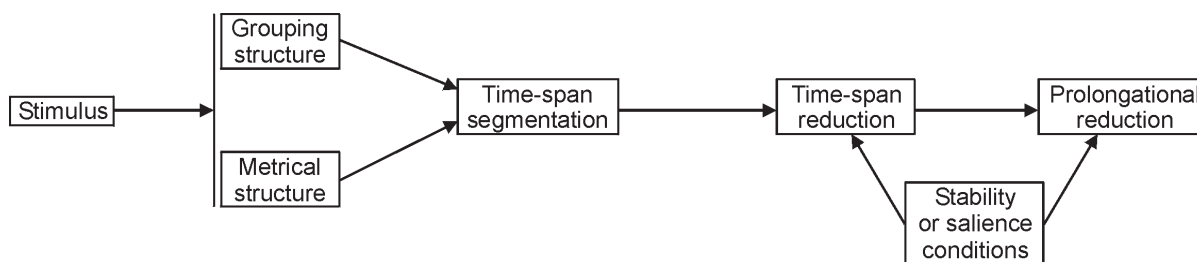 Stimulus
Grouping
structure
Metrical
structure
Time-span
segmentation
Time-span
reduction
Prolongational
reduction
Stability
or salience
conditions